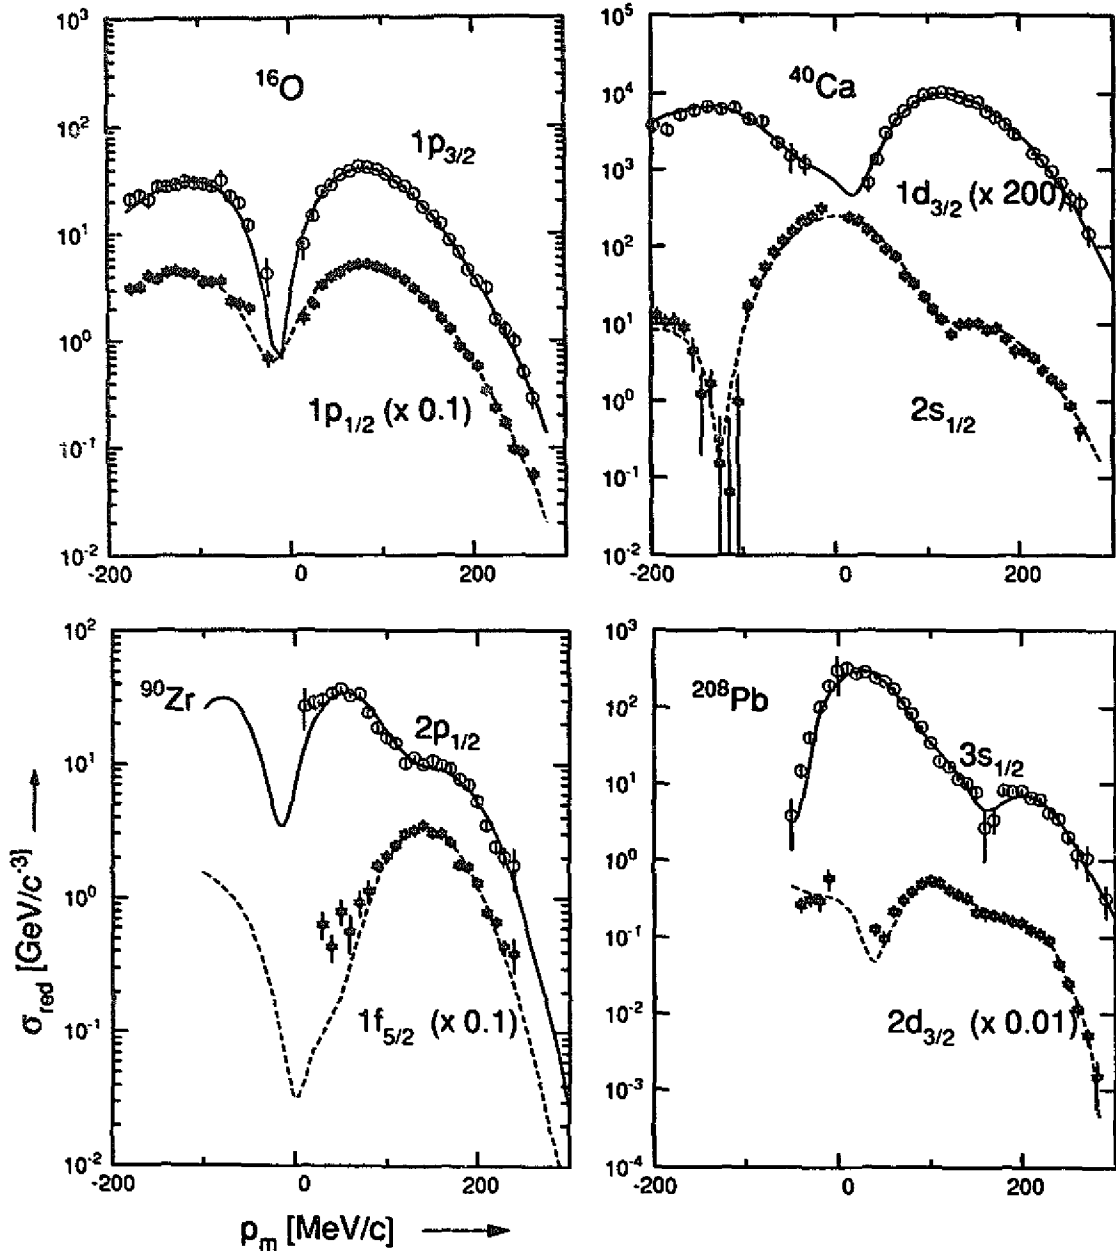 10³
10²
10¹
10⁰
10⁻¹
10⁻²
-200
0
200
¹⁶O
1p₃/₂
1p₁/₂ (x 0.1)
10⁵
10⁴
10³
10²
10¹
10⁰
10⁻¹
10⁻²
-200
0
200
⁴⁰Ca
1d₃/₂ (x 200)
2s₁/₂
10²
10¹
10⁰
10⁻¹
10⁻²
-200
0
200
⁹⁰Zr
2p₁/₂
1f₅/₂ (x 0.1)
10³
10²
10¹
10⁰
10⁻¹
10⁻²
10⁻³
10⁻⁴
-200
0
200
²⁰⁸Pb
3s₁/₂
2d₃/₂ (x 0.01)
σ_red [GeV/c⁻³]
p_m [MeV/c]